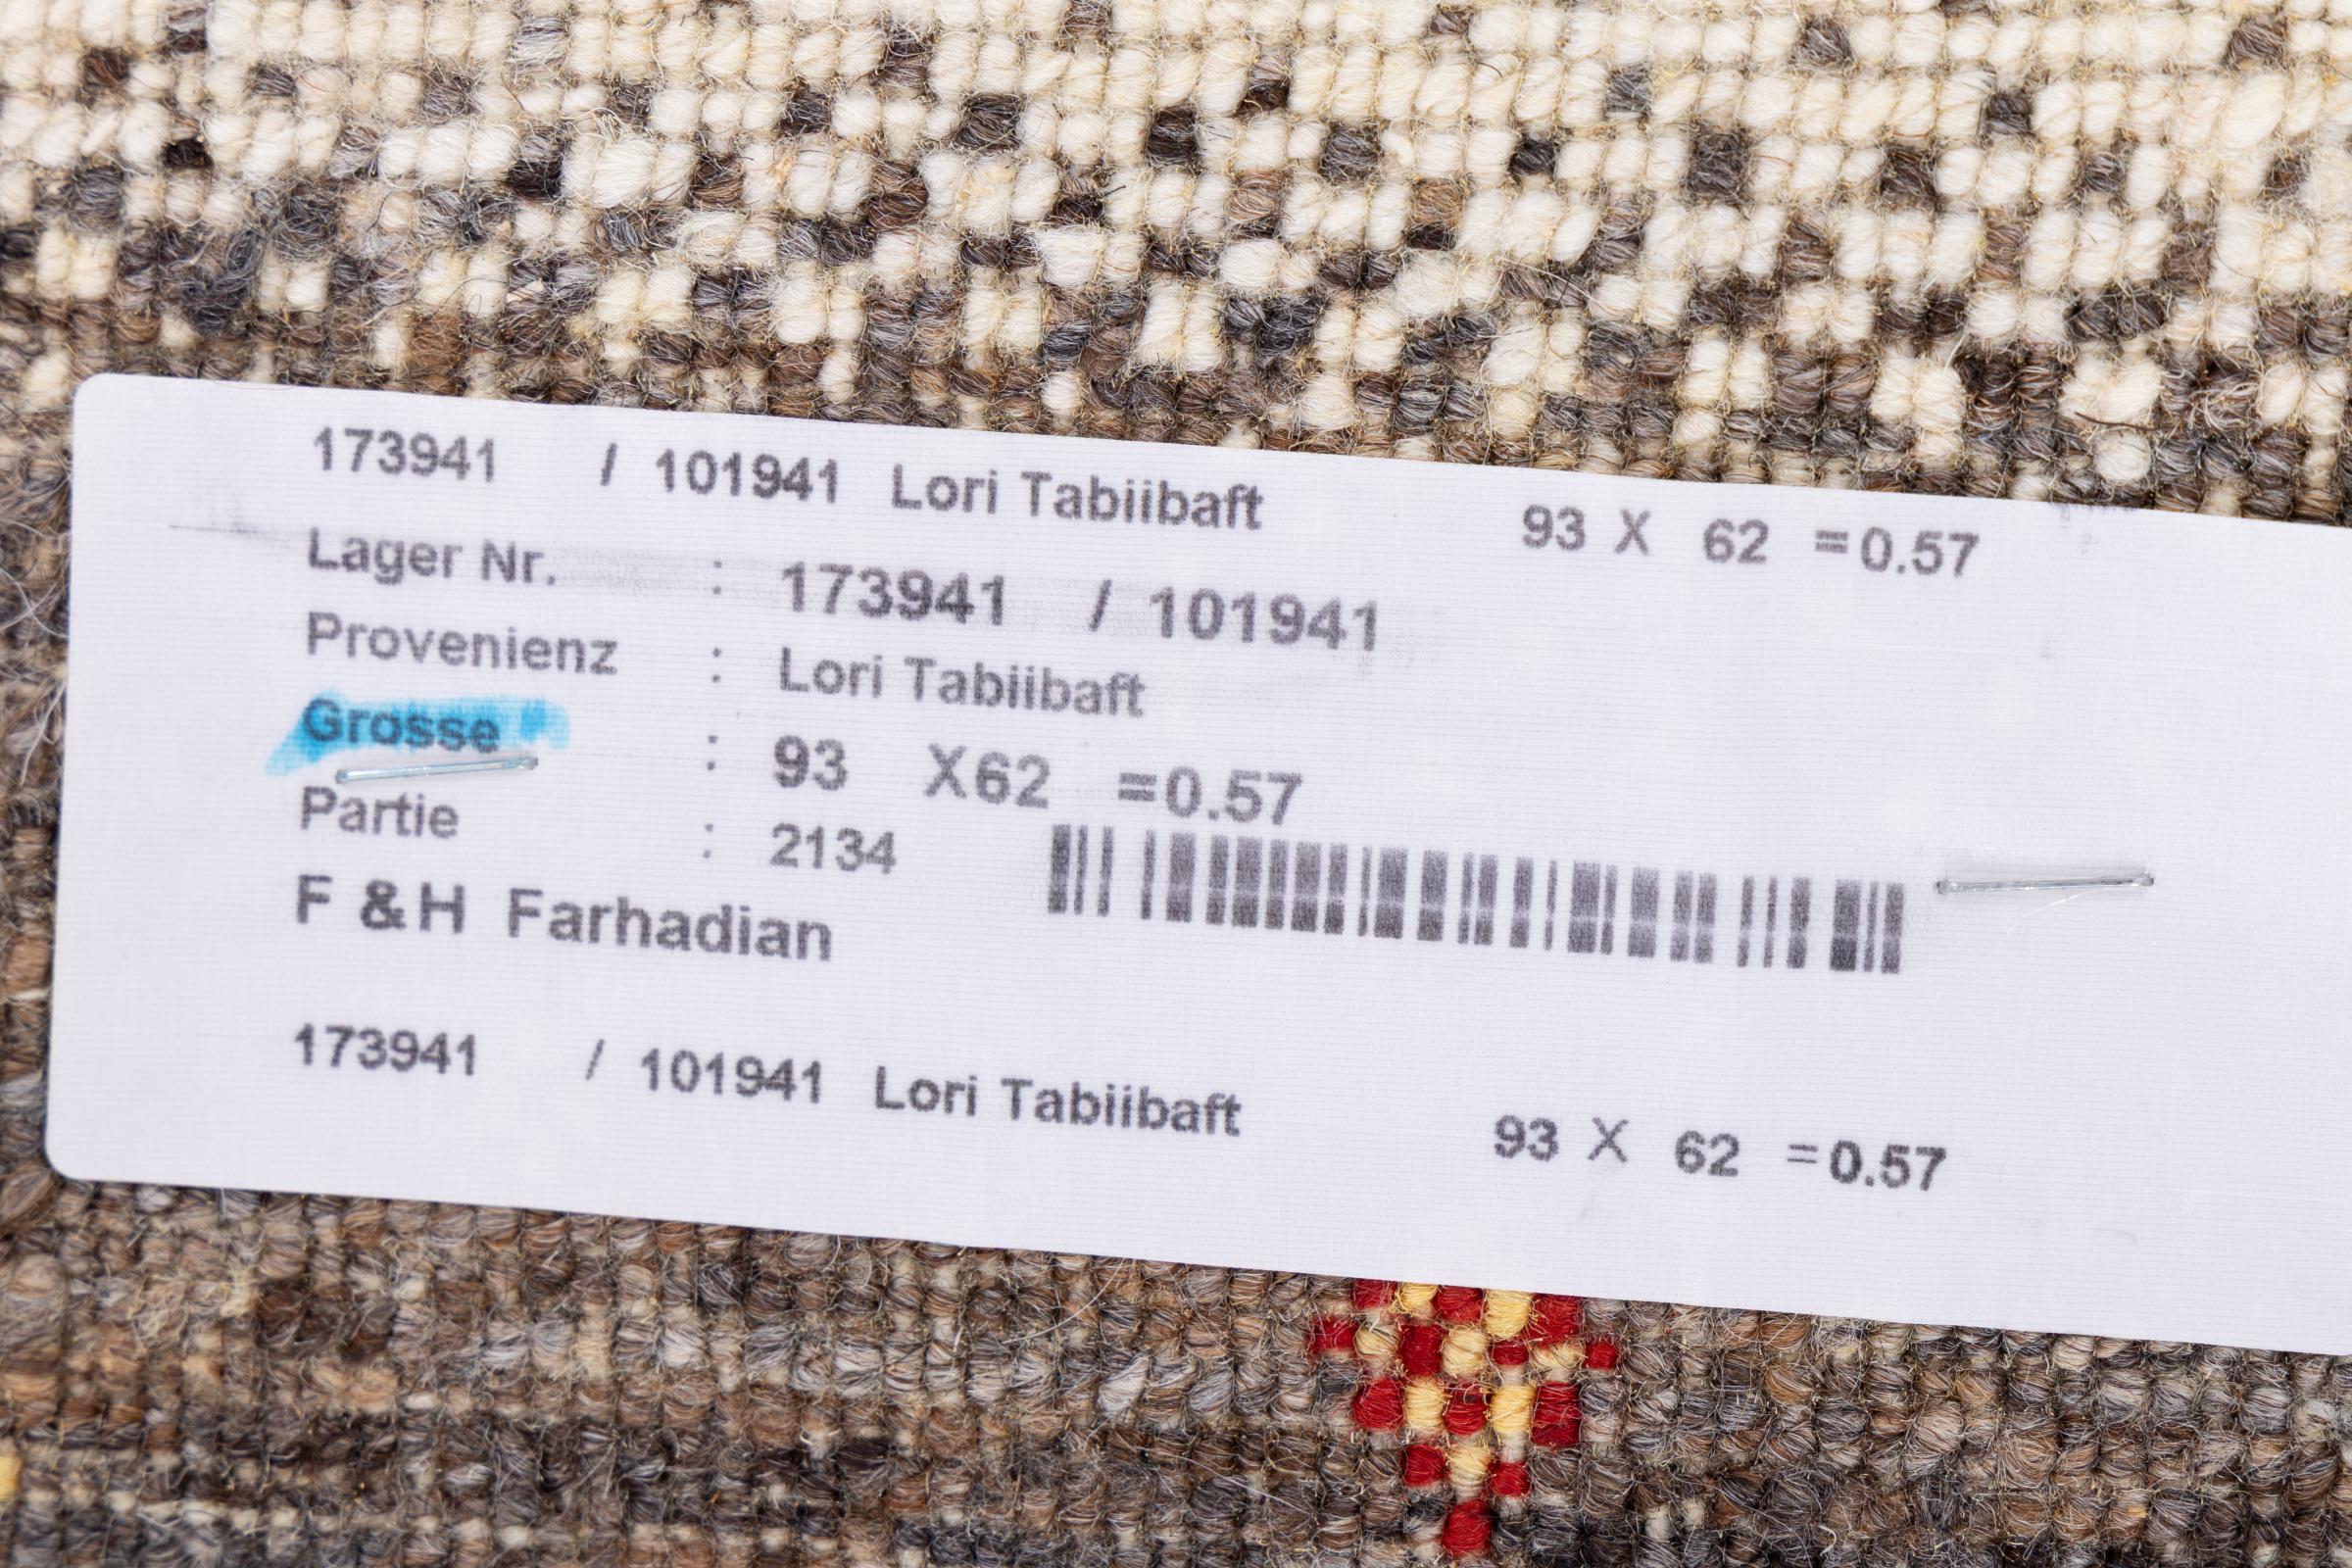 173941 / 101941 Lori Tabiibaft 93 X 62 =0.57
Lager Nr. : 173941 / 101941
Provenienz : Lori Tabiibaft
Grosse : 93 X62 =0.57
Partie : 2134
F &H Farhadian
173941 / 101941 Lori Tabiibaft 93 X 62 =0.57